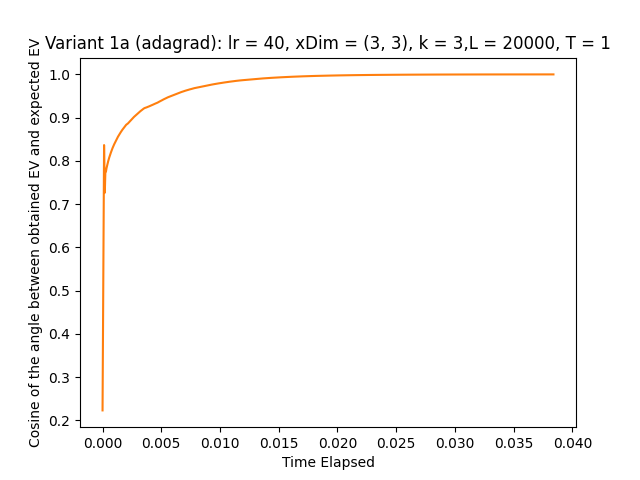 Variant 1a (adagrad): lr = 40, xDim = (3, 3), k = 3,L = 20000, T = 1
Cosine of the angle between obtained EV and expected EV
1.0
0.9
0.8
0.7
0.6
0.5
0.4
0.3
0.2
0.000 0.005 0.010 0.015 0.020 0.025 0.030 0.035 0.040
Time Elapsed